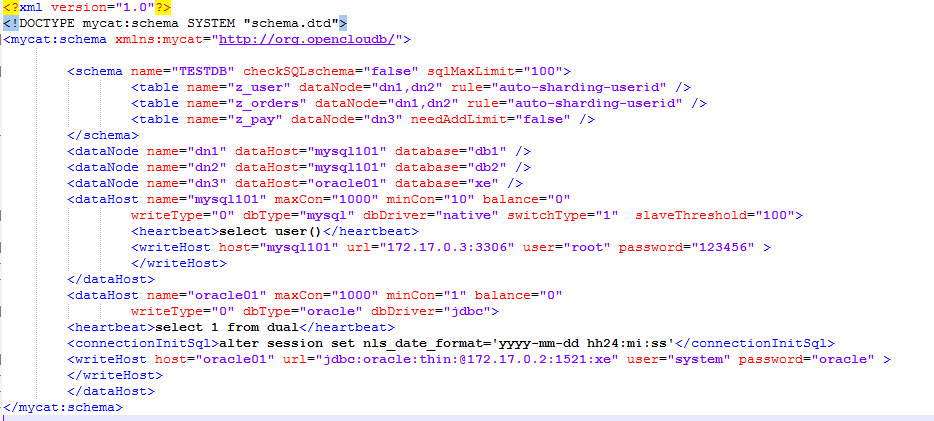 <?xml version="1.0"?>
<!DOCTYPE mycat:schema SYSTEM "schema.dtd">
<mycat:schema xmlns:mycat="http://org.opencloudb/">
<schema name="TESTDB" checkSQLschema="false" sqlMaxLimit="100">
<table name="z_user" dataNode="dn1,dn2" rule="auto-sharding-userid" />
<table name="z_orders" dataNode="dn1,dn2" rule="auto-sharding-userid" />
<table name="z_pay" dataNode="dn3" needAddLimit="false" />
</schema>
<dataNode name="dn1" dataHost="mysql101" database="db1" />
<dataNode name="dn2" dataHost="mysql101" database="db2" />
<dataNode name="dn3" dataHost="oracle01" database="xe" />
<dataHost name="mysql101" maxCon="1000" minCon="10" balance="0"
writeType="0" dbType="mysql" dbDriver="native" switchType="1"  slaveThreshold="100">
<heartbeat>select user()</heartbeat>
<writeHost host="mysql101" url="172.17.0.3:3306" user="root" password="123456" >
</writeHost>
</dataHost>
<dataHost name="oracle01" maxCon="1000" minCon="1" balance="0"
writeType="0" dbType="oracle" dbDriver="jdbc">
<heartbeat>select 1 from dual</heartbeat>
<connectionInitSql>alter session set nls_date_format='yyyy-mm-dd hh24:mi:ss'</connectionInitSql>
<writeHost host="oracle01" url="jdbc:oracle:thin:@172.17.0.2:1521:xe" user="system" password="oracle" >
</writeHost>
</dataHost>
</mycat:schema>